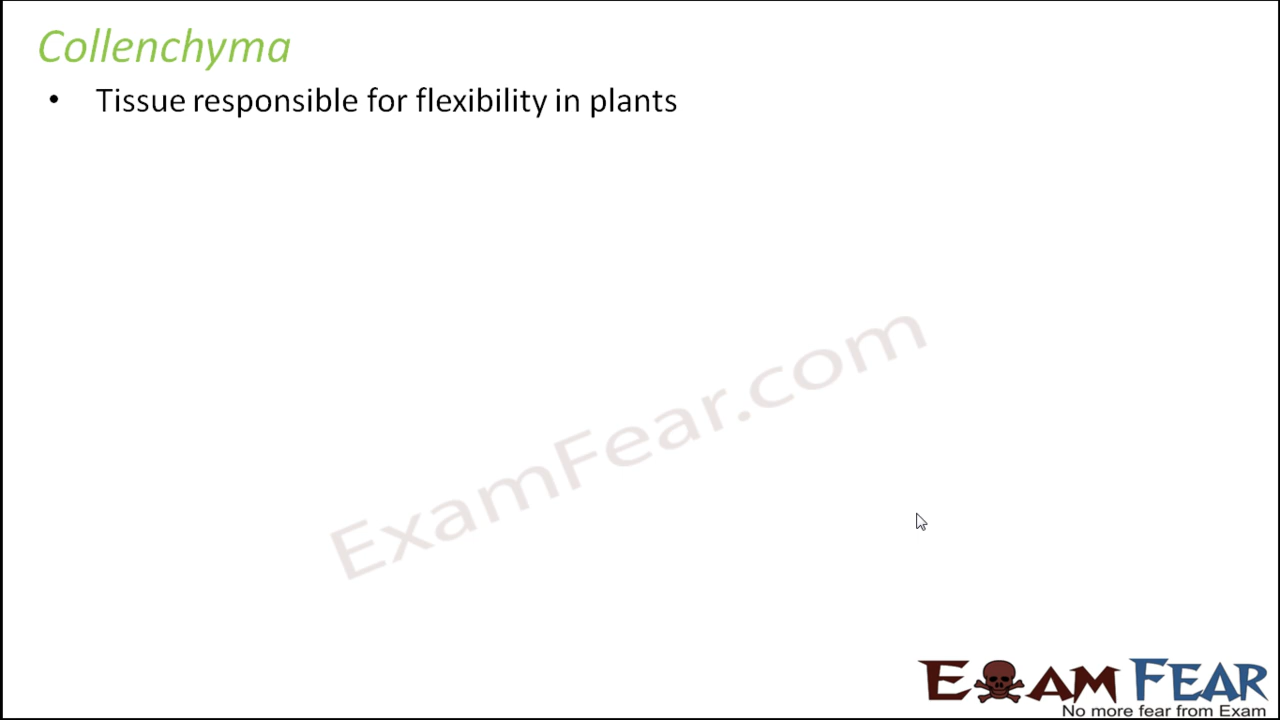 Collenchyma
• Tissue responsible for flexibility in plants
ExamFear.com
EXAM FEAR
No more fear from Exam